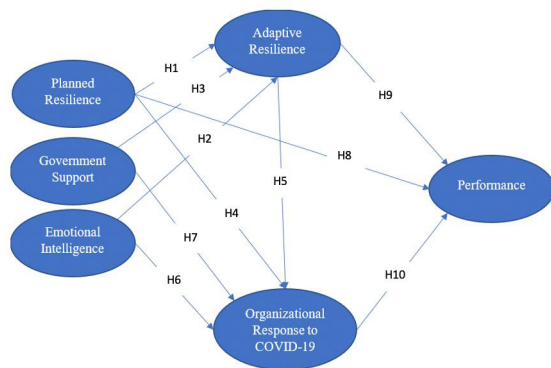 Adaptive
Resilience
H1
H3
Planned
Resilience
H9
H2
H8
Government
Support
H5
Performance
Emotional
Intelligence
H4
H7
H6
H10
Organizational
Response to
COVID-19